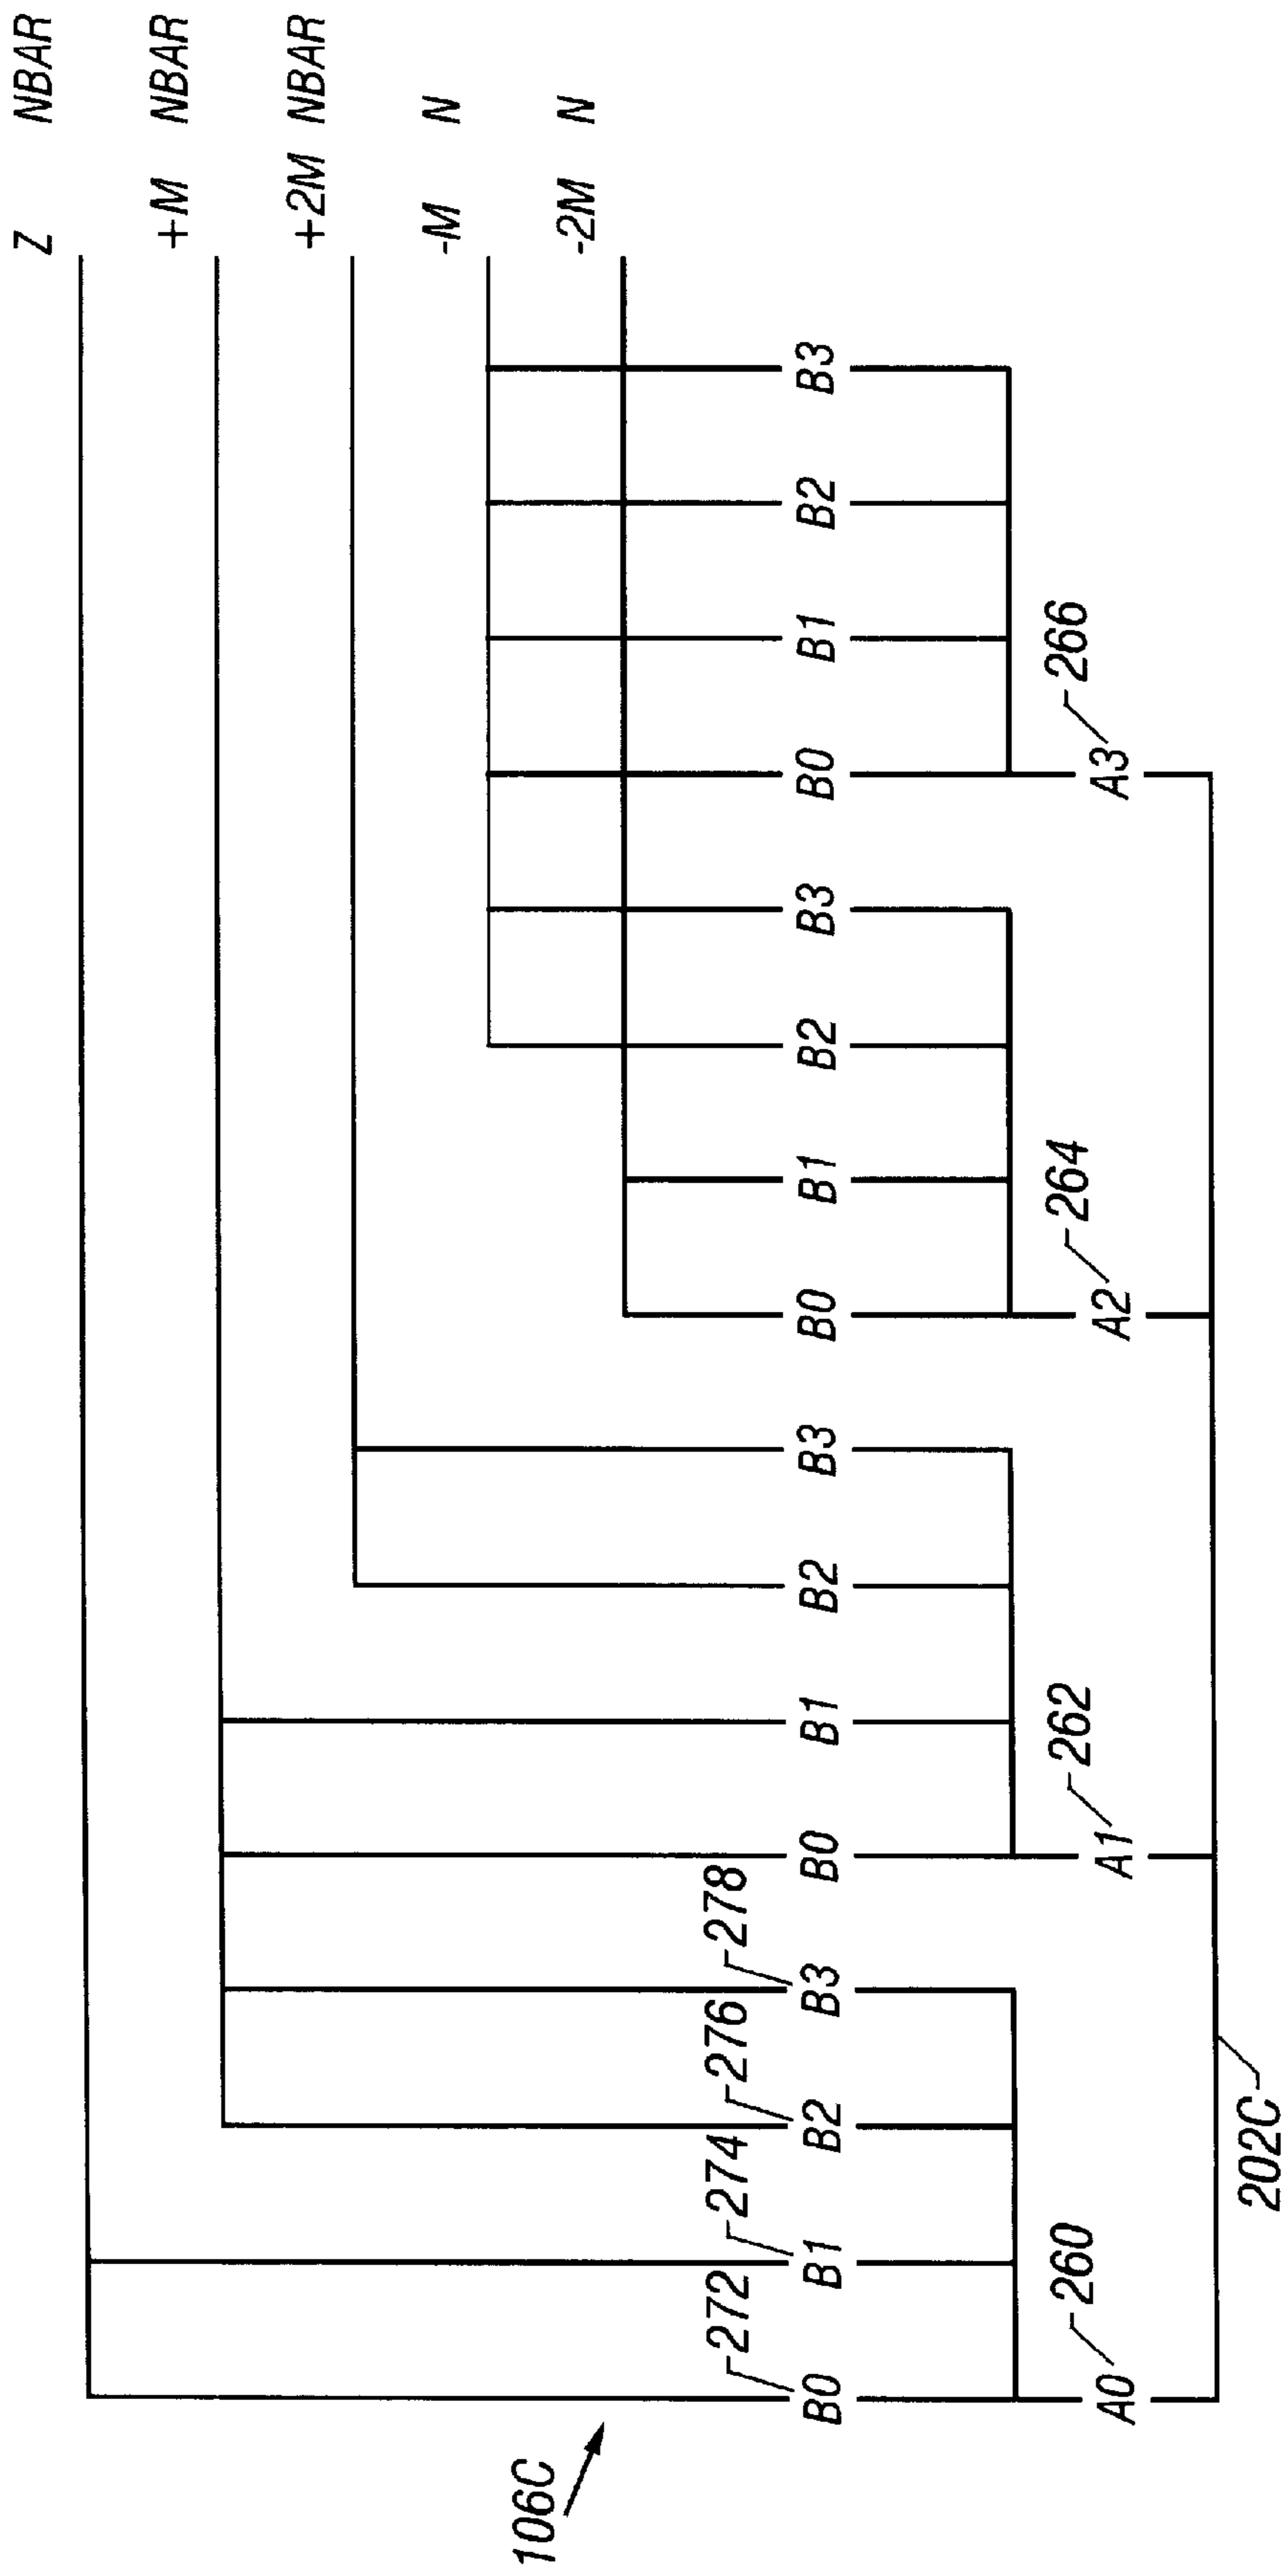 Z NBAR
+M NBAR
+2M NBAR
-M N
-2M N
106C
272
274
276
278
B0 B1 B2 B3 B0 B1 B2 B3 B0 B1 B2 B3 B0 B1 B2 B3
260
262
264
266
A0 A1 A2 A3
202C